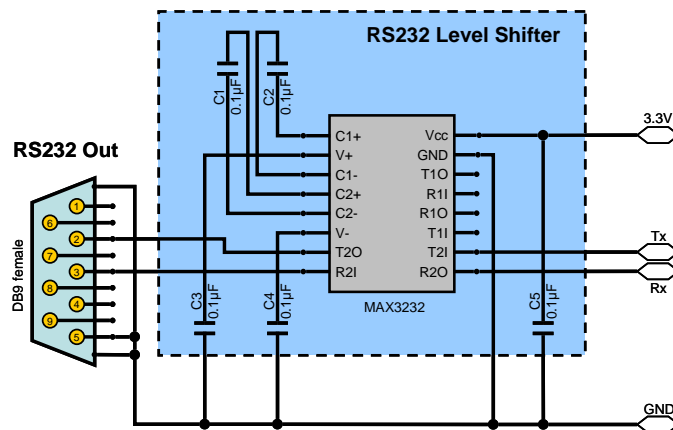 RS232 Level Shifter
C1
0.1µF
C2
0.1µF
3.3V
C1+
V+
C1-
C2+
C2-
V-
T2O
R2I
Vcc
GND
T1O
R1I
R1O
T1I
T2I
R2O
MAX3232
RS232 Out
DB9 female
1
6
2
7
3
8
4
9
5
C3
0.1µF
C4
0.1µF
C5
0.1µF
Tx
Rx
GND